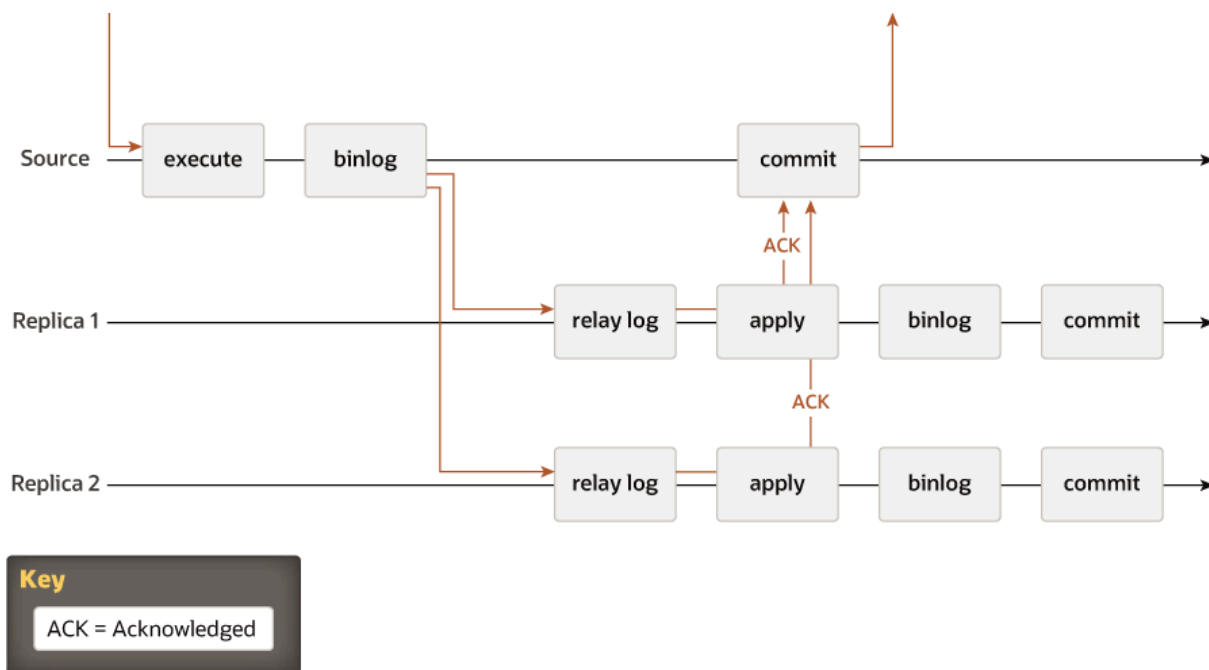 Source
execute
binlog
commit
ACK
Replica 1
relay log
apply
binlog
commit
ACK
Replica 2
relay log
apply
binlog
commit
Key
ACK = Acknowledged